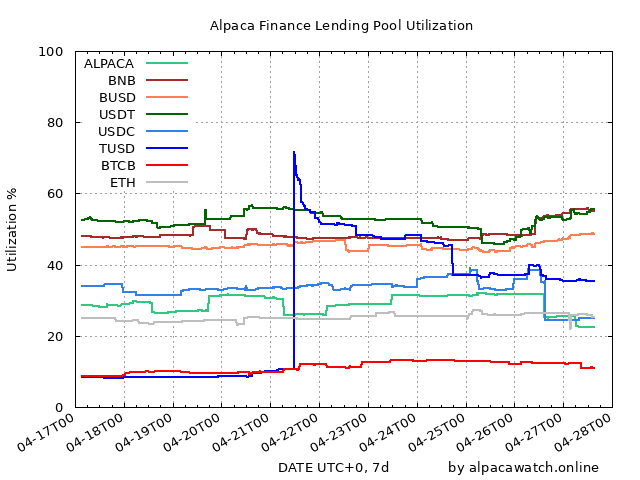 Alpaca Finance Lending Pool Utilization
Utilization %
100
80
60
40
20
0
ALPACA
BNB
BUSD
USDT
USDC
TUSD
BTCB
ETH
04-17T00
04-18T00
04-19T00
04-20T00
04-21T00
04-22T00
04-23T00
04-24T00
04-25T00
04-26T00
04-27T00
04-28T00
DATE UTC+0, 7d
by alpacawatch.online